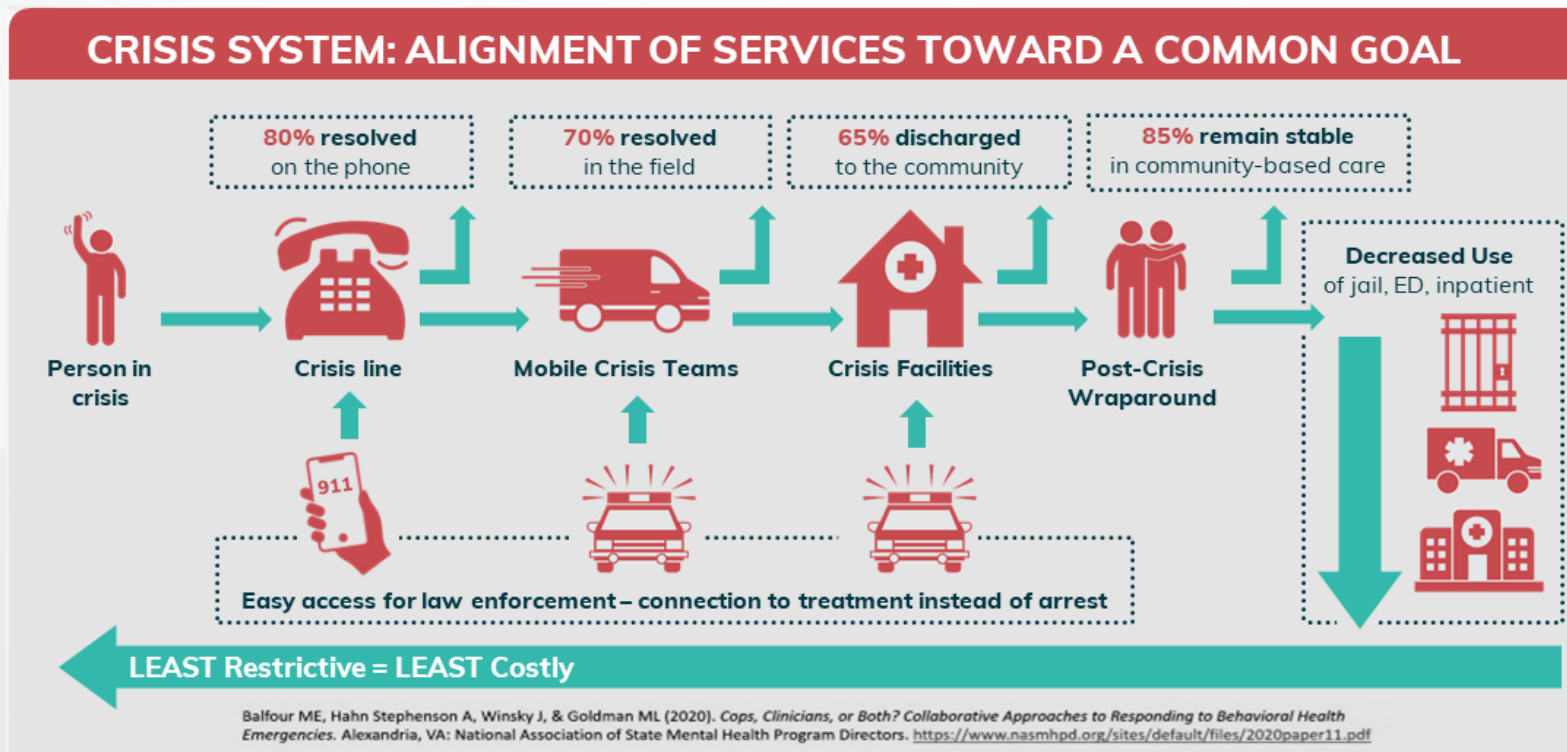 CRISIS SYSTEM: ALIGNMENT OF SERVICES TOWARD A COMMON GOAL
80% resolved
on the phone
70% resolved
in the field
65% discharged
to the community
85% remain stable
in community-based care
Decreased Use
of jail, ED, inpatient
Person in
crisis
Crisis line
Mobile Crisis Teams
Crisis Facilities
Post-Crisis
Wraparound
911
Easy access for law enforcement – connection to treatment instead of arrest
LEAST Restrictive = LEAST Costly
Balfour ME, Hahn Stephenson A, Winsky J, & Goldman ML (2020). Cops, Clinicians, or Both? Collaborative Approaches to Responding to Behavioral Health
Emergencies. Alexandria, VA: National Association of State Mental Health Program Directors. https://www.nasmhpd.org/sites/default/files/2020paper11.pdf